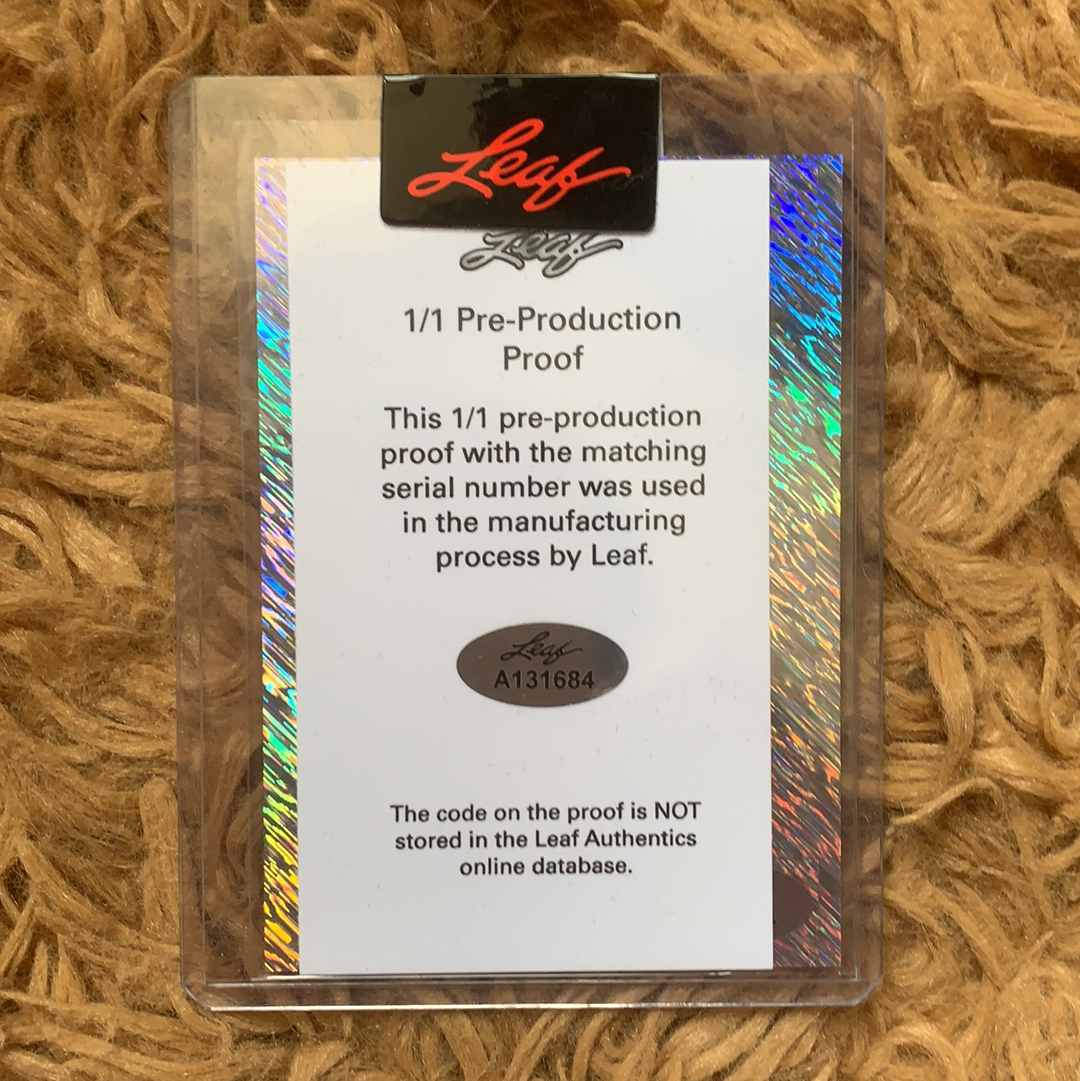 Leaf
Leaf
1/1 Pre-Production
Proof
This 1/1 pre-production
proof with the matching
serial number was used
in the manufacturing
process by Leaf.
Leaf
A131684
The code on the proof is NOT
stored in the Leaf Authentics
online database.